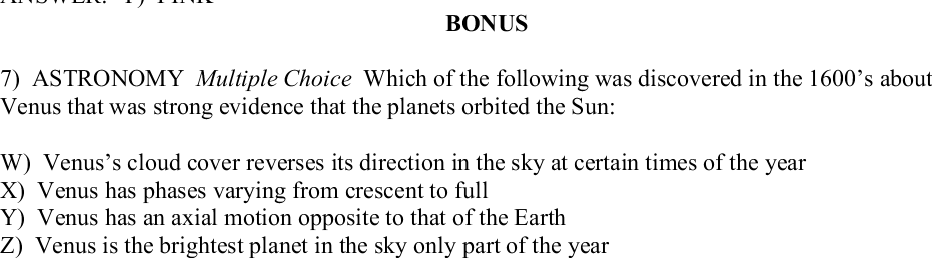 BONUS
7) ASTRONOMY Multiple Choice Which of the following was discovered in the 1600's about
Venus that was strong evidence that the planets orbited the Sun:
W) Venus's cloud cover reverses its direction in the sky at certain times of the year
X) Venus has phases varying from crescent to full
Y) Venus has an axial motion opposite to that of the Earth
Z) Venus is the brightest planet in the sky only part of the year